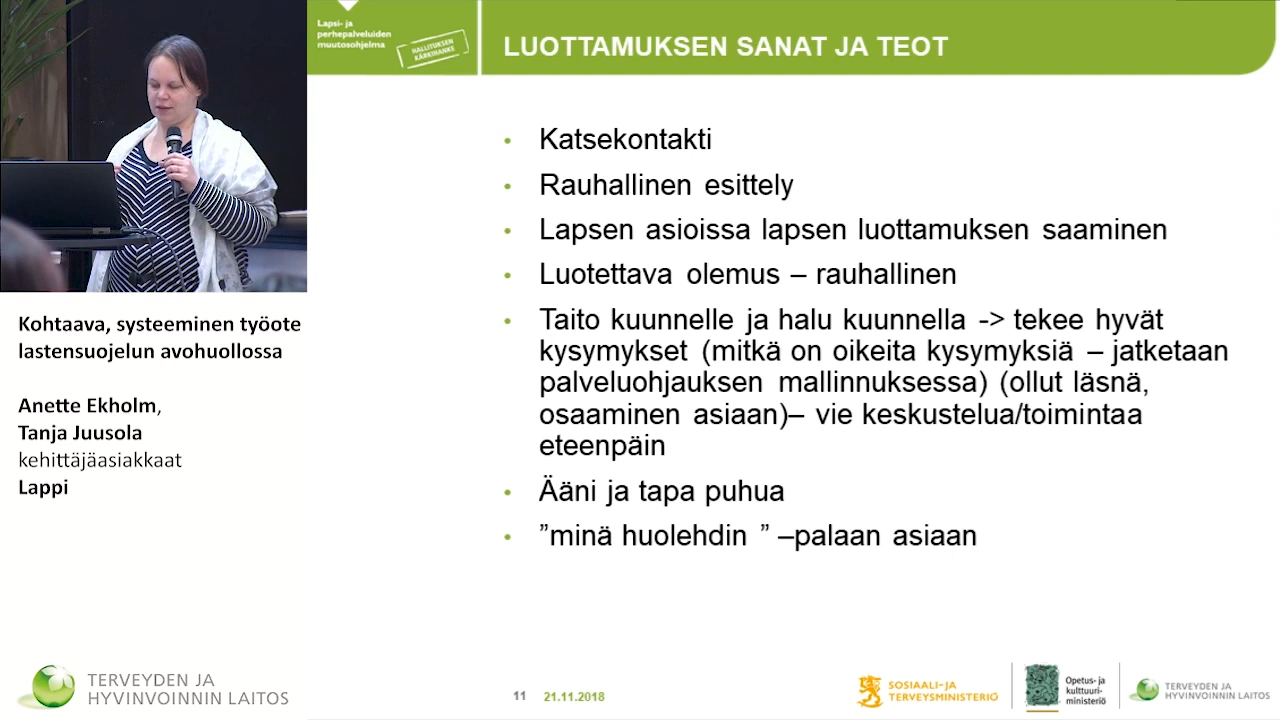 Lapsi- ja
perhepalveluiden
muutosohjelma
HALLITUKSEN
KÄRKIHANKE
LUOTTAMUKSEN SANAT JA TEOT
• Katsekontakti
• Rauhallinen esittely
• Lapsen asioissa lapsen luottamuksen saaminen
• Luotettava olemus – rauhallinen
• Taito kuunnelle ja halu kuunnella -> tekee hyvät
kysymykset (mitkä on oikeita kysymyksiä – jatketaan
palveluohjauksen mallinnuksessa) (ollut läsnä,
osaaminen asiaan)– vie keskustelua/toimintaa
eteenpäin
• Ääni ja tapa puhua
• ”minä huolehdin ” –palaan asiaan
Kohtaava, systeeminen työote
lastensuojelun avohuollossa
Anette Ekholm,
Tanja Juusola
kehittäjäasiakkaat
Lappi
TERVEYDEN JA
HYVINVOINNIN LAITOS
11 21.11.2018
SOSIAALI- JA
TERVEYSMINISTERIÖ
Opetus- ja
kulttuuri-
ministeriö
TERVEYDEN JA
HYVINVOINNIN LAITOS